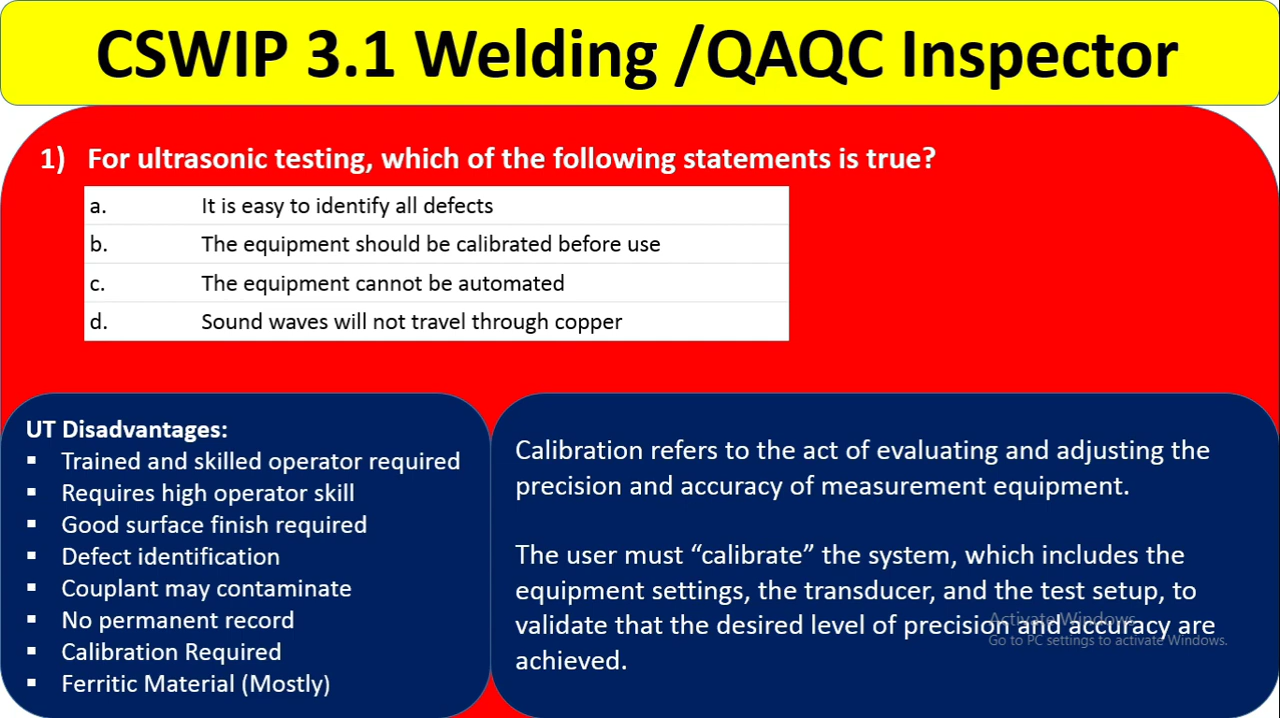 CSWIP 3.1 Welding /QAQC Inspector
1) For ultrasonic testing, which of the following statements is true?
a. It is easy to identify all defects
b. The equipment should be calibrated before use
c. The equipment cannot be automated
d. Sound waves will not travel through copper
UT Disadvantages:
▪ Trained and skilled operator required
▪ Requires high operator skill
▪ Good surface finish required
▪ Defect identification
▪ Couplant may contaminate
▪ No permanent record
▪ Calibration Required
▪ Ferritic Material (Mostly)
Calibration refers to the act of evaluating and adjusting the
precision and accuracy of measurement equipment.
The user must “calibrate” the system, which includes the
equipment settings, the transducer, and the test setup, to
validate that the desired level of precision and accuracy are
achieved.
Activate Windows
Go to PC settings to activate Windows.